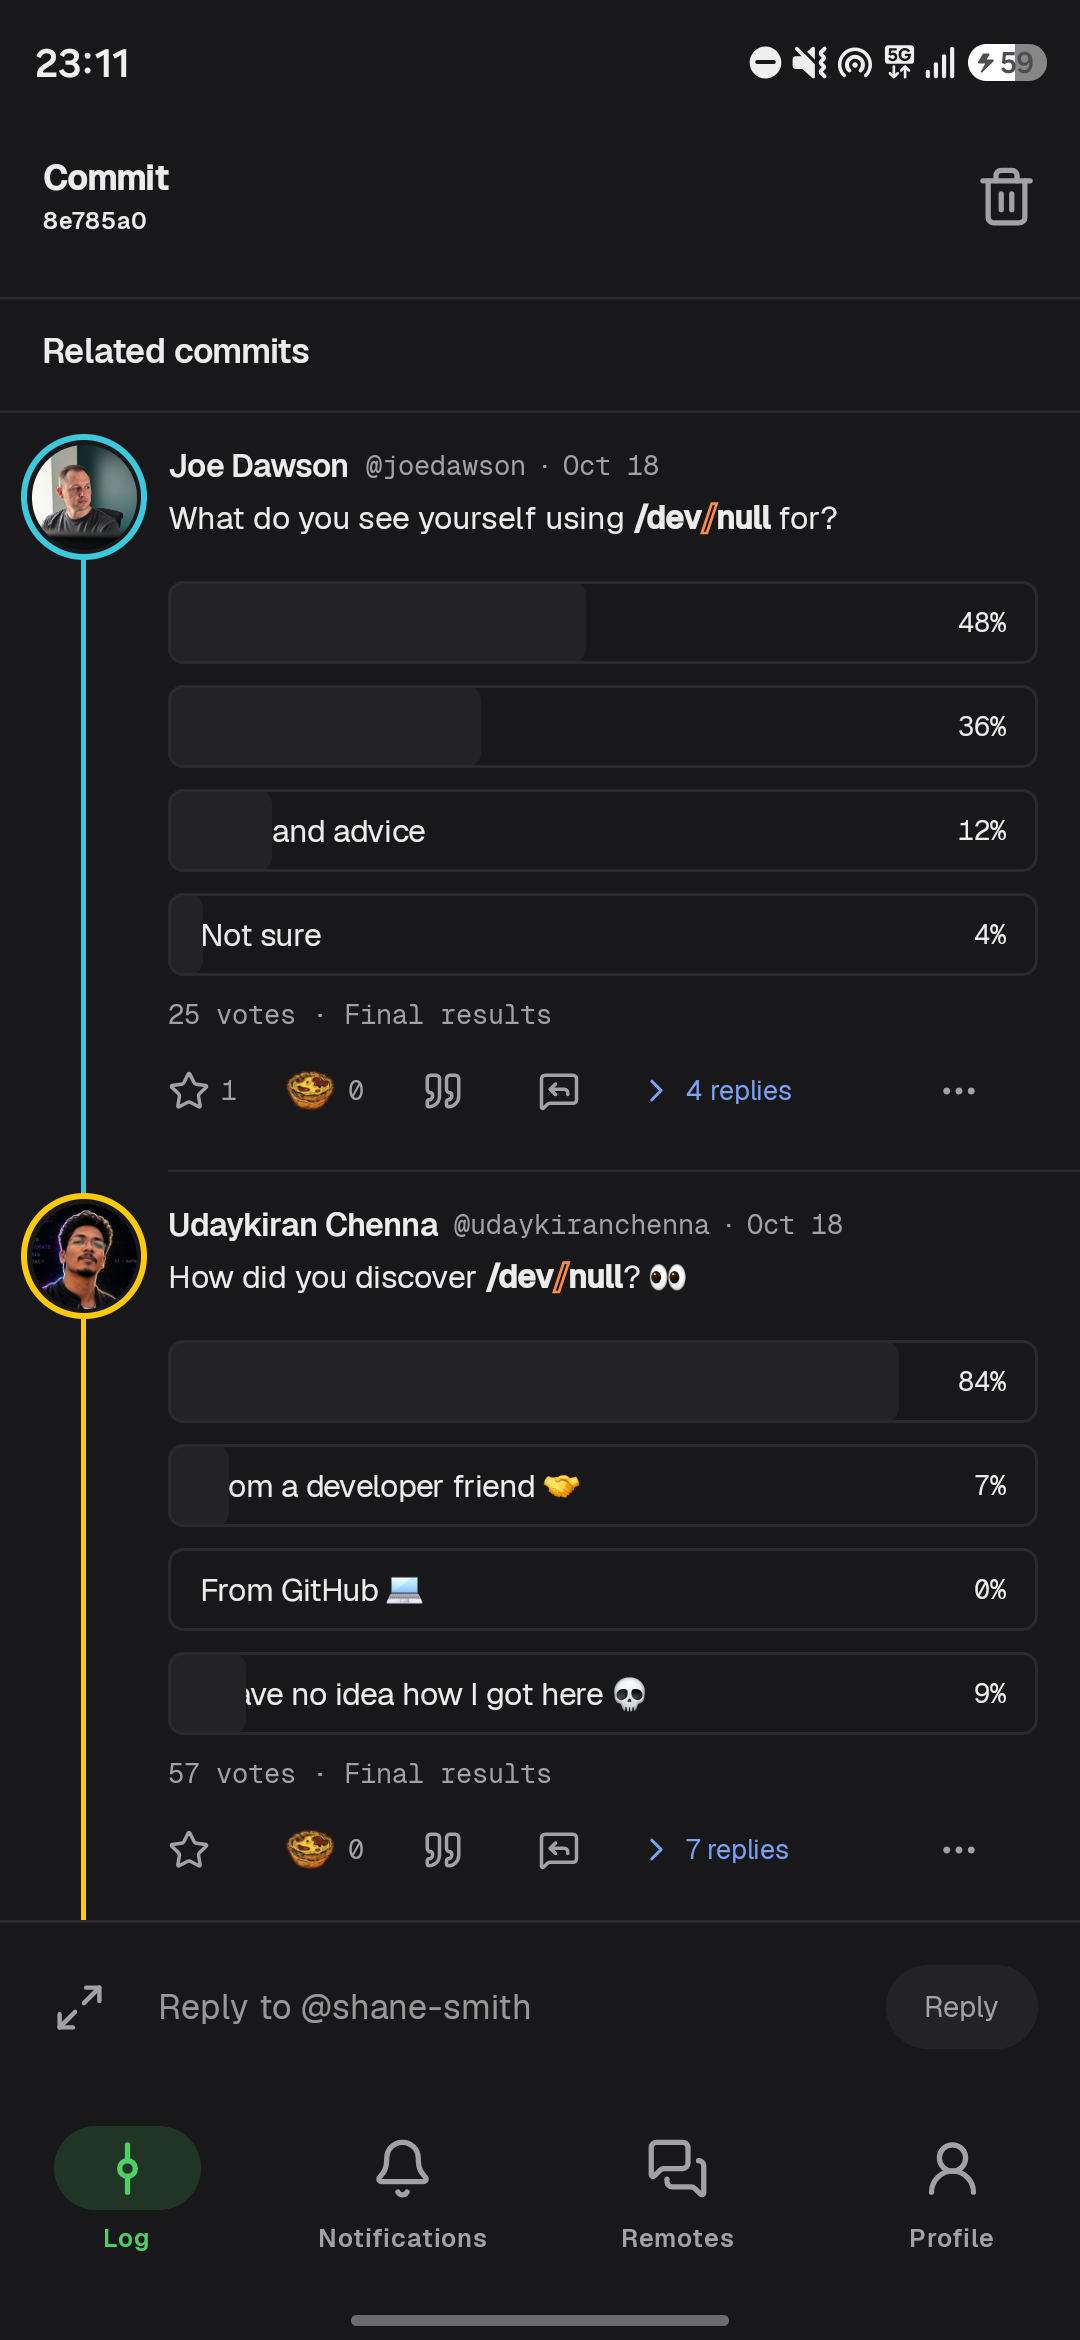 23:11
5G
59
Commit
8e785a0
Related commits
Joe Dawson @joedawson · Oct 18
What do you see yourself using /dev//null for?
48%
36%
and advice 12%
Not sure 4%
25 votes · Final results
1 0 4 replies
Udaykiran Chenna @udaykiranchenna · Oct 18
How did you discover /dev//null? 👀
84%
om a developer friend 🤝 7%
From GitHub 💻 0%
ave no idea how I got here 💀 9%
57 votes · Final results
0 7 replies
Reply to @shane-smith Reply
Log Notifications Remotes Profile